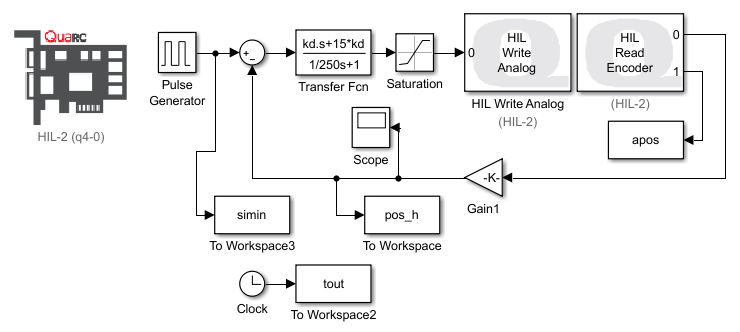 QUARC
HIL-2 (q4-0)
Pulse
Generator
+
−
kd.s+15*kd
1/250s+1
Transfer Fcn
Saturation
0
HIL
Write
Analog
HIL Write Analog
(HIL-2)
HIL
Read
Encoder
0
1
(HIL-2)
apos
Scope
-K-
Gain1
simin
To Workspace3
pos_h
To Workspace
Clock
tout
To Workspace2